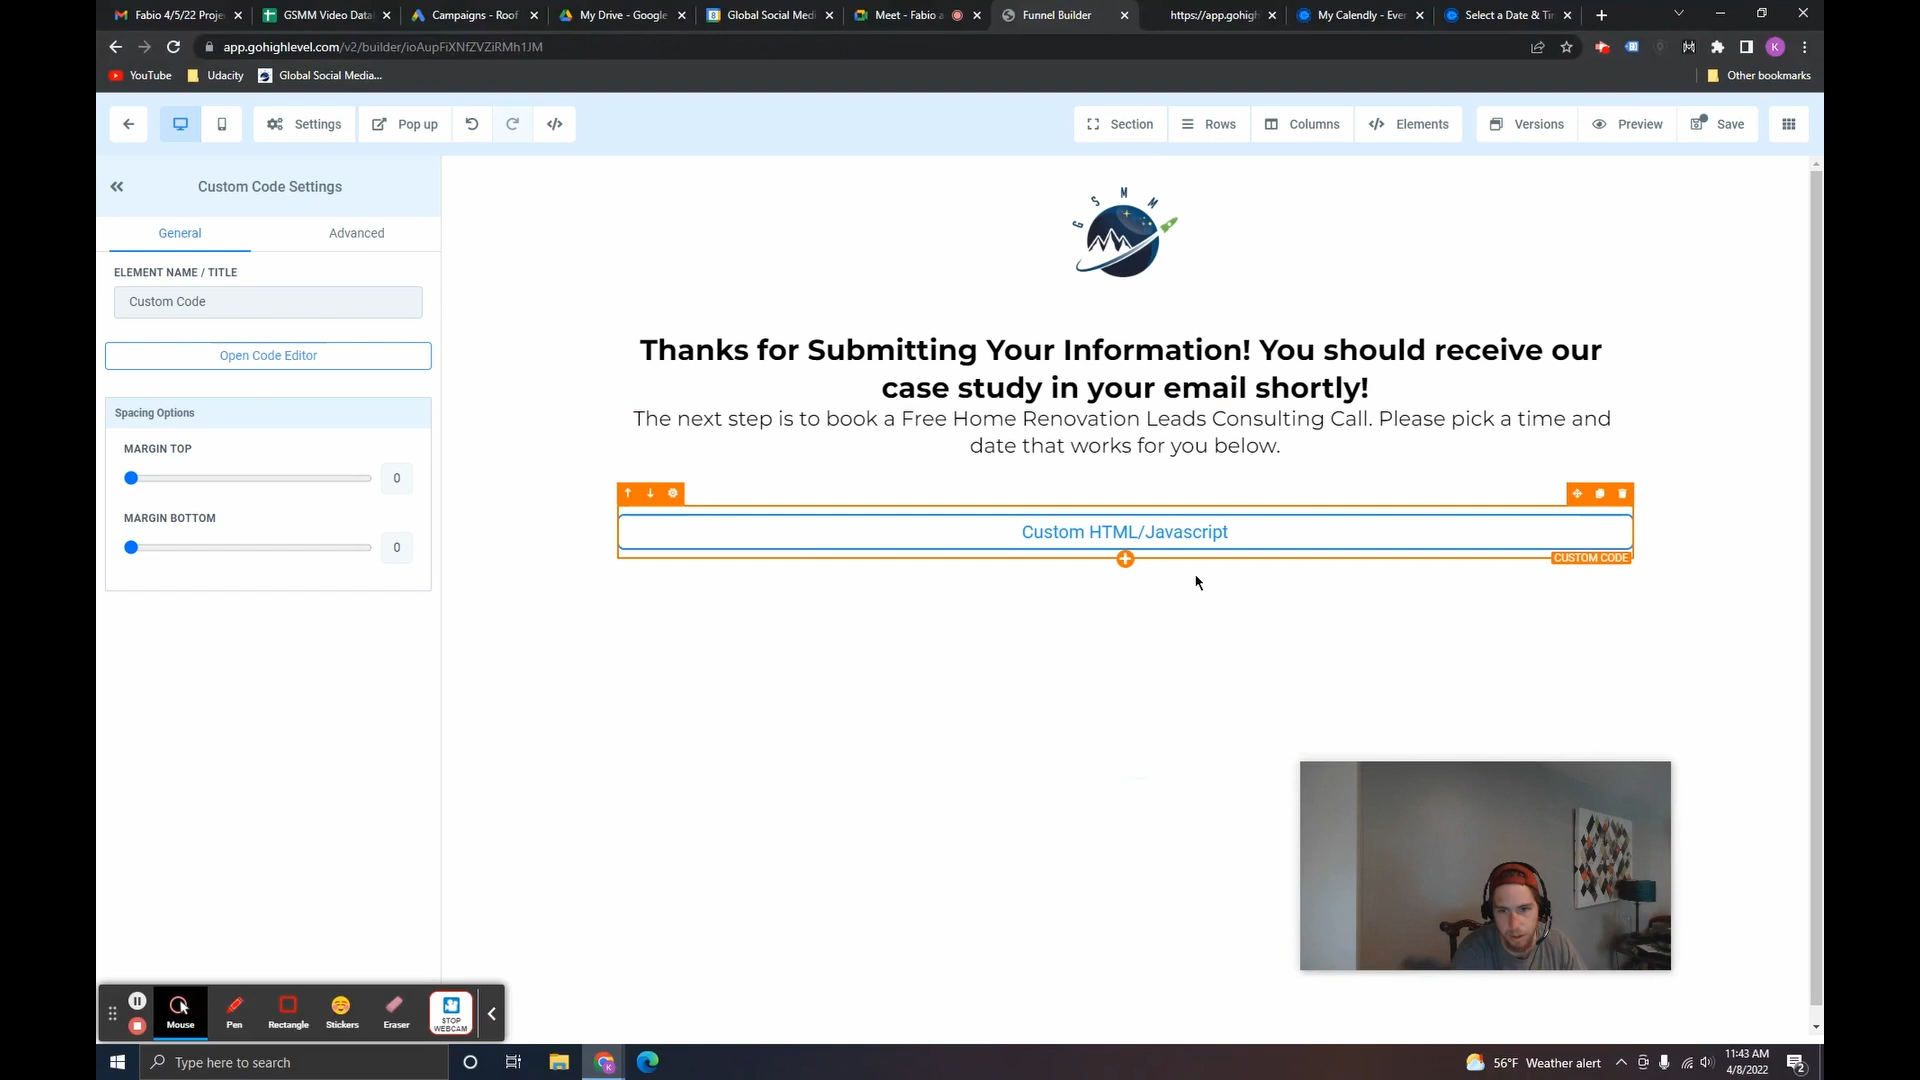 Fabio 4/5/22 Proje
GSMM Video Data
Campaigns - Roof
My Drive - Google
Global Social Medi
Meet - Fabio a
Funnel Builder
https://app.gohigh
My Calendly - Eve
Select a Date & Ti
app.gohighlevel.com/v2/builder/ioAupFiXNfZVZiRMh1JM
K
YouTube
Udacity
Global Social Media...
Other bookmarks
Settings
Pop up
Section
Rows
Columns
Elements
Versions
Preview
Save
Custom Code Settings
General
Advanced
ELEMENT NAME / TITLE
Custom Code
Open Code Editor
Spacing Options
MARGIN TOP
0
MARGIN BOTTOM
0
G S M M
Thanks for Submitting Your Information! You should receive our
case study in your email shortly!
The next step is to book a Free Home Renovation Leads Consulting Call. Please pick a time and
date that works for you below.
Custom HTML/Javascript
CUSTOM CODE
Mouse
Pen
Rectangle
Stickers
Eraser
STOP
WEBCAM
Type here to search
56°F Weather alert
11:43 AM
4/8/2022
2